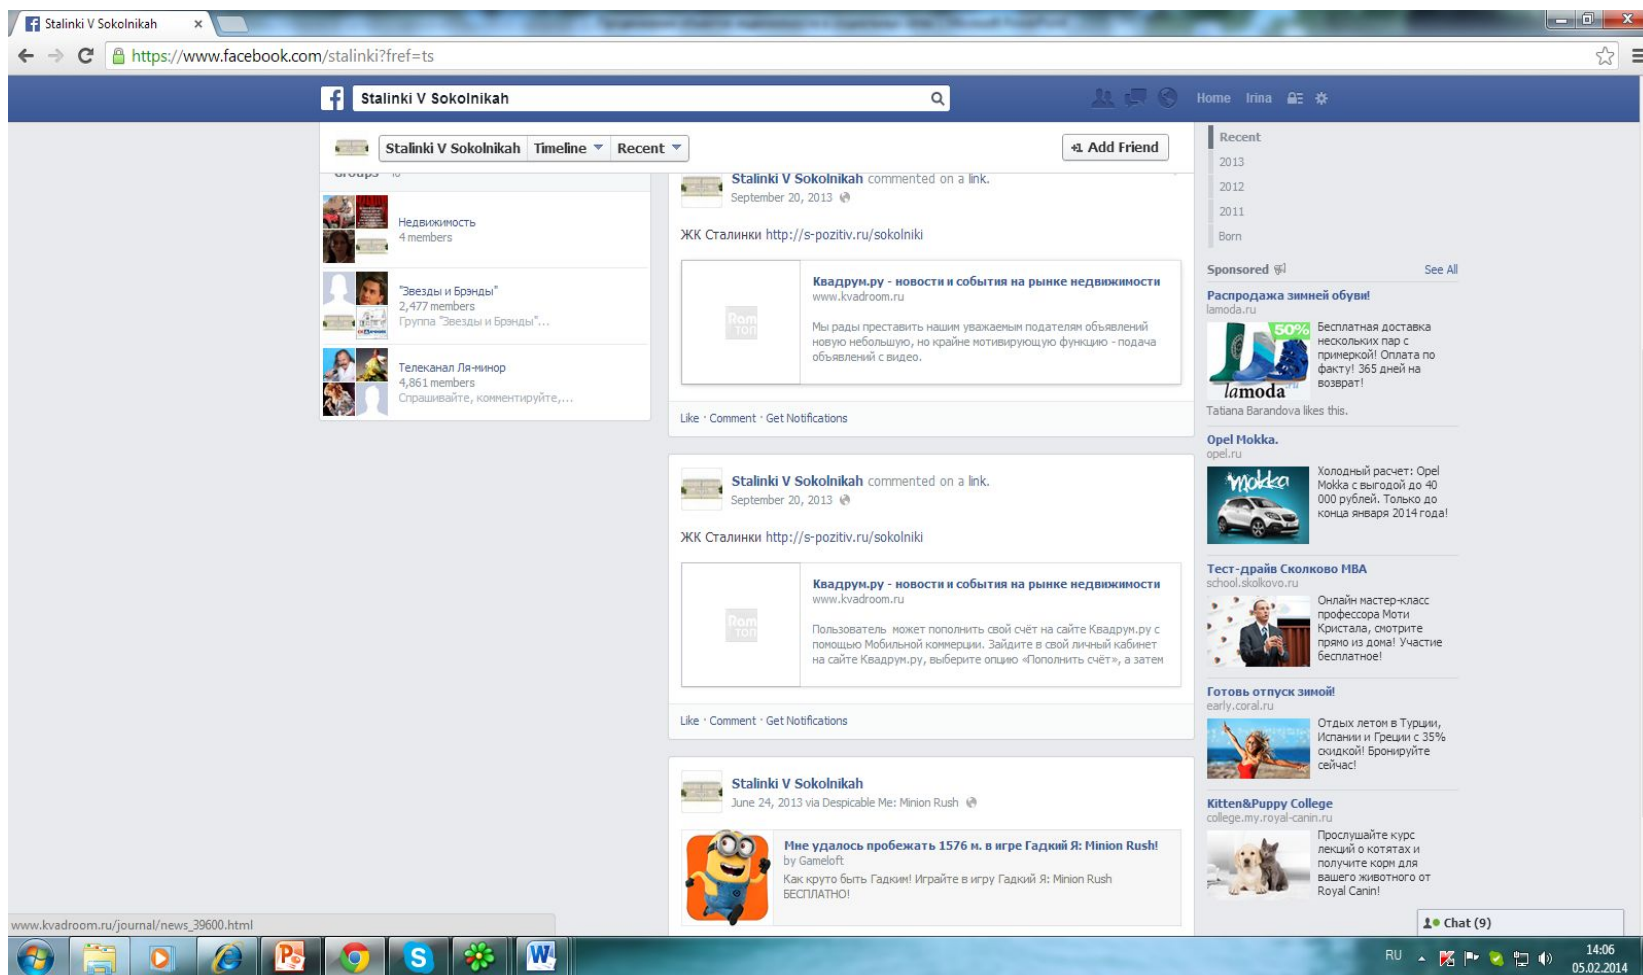 Stalinki V Sokolnikah
https://www.facebook.com/stalinki?fref=ts
Stalinki V Sokolnikah
Home Irina
Stalinki V Sokolnikah Timeline Recent
+1 Add Friend
Groups
Недвижимость
4 members
"Звезды и Брэнды"
2,477 members
Группа "Звезды и Брэнды"...
Телеканал Ля-минор
4,861 members
Спрашивайте, комментируйте,...
Stalinki V Sokolnikah commented on a link.
September 20, 2013
ЖК Сталинки http://s-pozitiv.ru/sokolniki
Квадрум.ру - новости и события на рынке недвижимости
www.kvadroom.ru
Мы рады преставить нашим уважаемым подателям объявлений
новую небольшую, но крайне мотивирующую функцию - подача
объявлений с видео.
Like · Comment · Get Notifications
Stalinki V Sokolnikah commented on a link.
September 20, 2013
ЖК Сталинки http://s-pozitiv.ru/sokolniki
Квадрум.ру - новости и события на рынке недвижимости
www.kvadroom.ru
Пользователь может пополнить свой счёт на сайте Квадрум.ру с
помощью Мобильной коммерции. Зайдите в свой личный кабинет
на сайте Квадрум.ру, выберите опцию «Пополнить счёт», а затем
Like · Comment · Get Notifications
Stalinki V Sokolnikah
June 24, 2013 via Despicable Me: Minion Rush
Мне удалось пробежать 1576 м. в игре Гадкий Я: Minion Rush!
by Gameloft
Как круто быть Гадким! Играйте в игру Гадкий Я: Minion Rush
БЕСПЛАТНО!
Recent
2013
2012
2011
Born
Sponsored See All
Распродажа зимней обуви!
lamoda.ru
50%
lamoda.ru
Бесплатная доставка
нескольких пар с
примеркой! Оплата по
факту! 365 дней на
возврат!
Tatiana Barandova likes this.
Opel Mokka.
opel.ru
Mokka
Холодный расчет: Opel
Mokka с выгодой до 40
000 рублей. Только до
конца января 2014 года!
Тест-драйв Сколково MBA
school.skolkovo.ru
Онлайн мастер-класс
профессора Моти
Кристала, смотрите
прямо из дома! Участие
бесплатное!
Готовь отпуск зимой!
early.coral.ru
Отдых летом в Турции,
Испании и Греции с 35%
скидкой! Бронируйте
сейчас!
Kitten&Puppy College
college.my.royal-canin.ru
Прослушайте курс
лекций о котятах и
получите корм для
вашего животного от
Royal Canin!
Chat (9)
www.kvadroom.ru/journal/news_39600.html
RU
14:06
05.02.2014